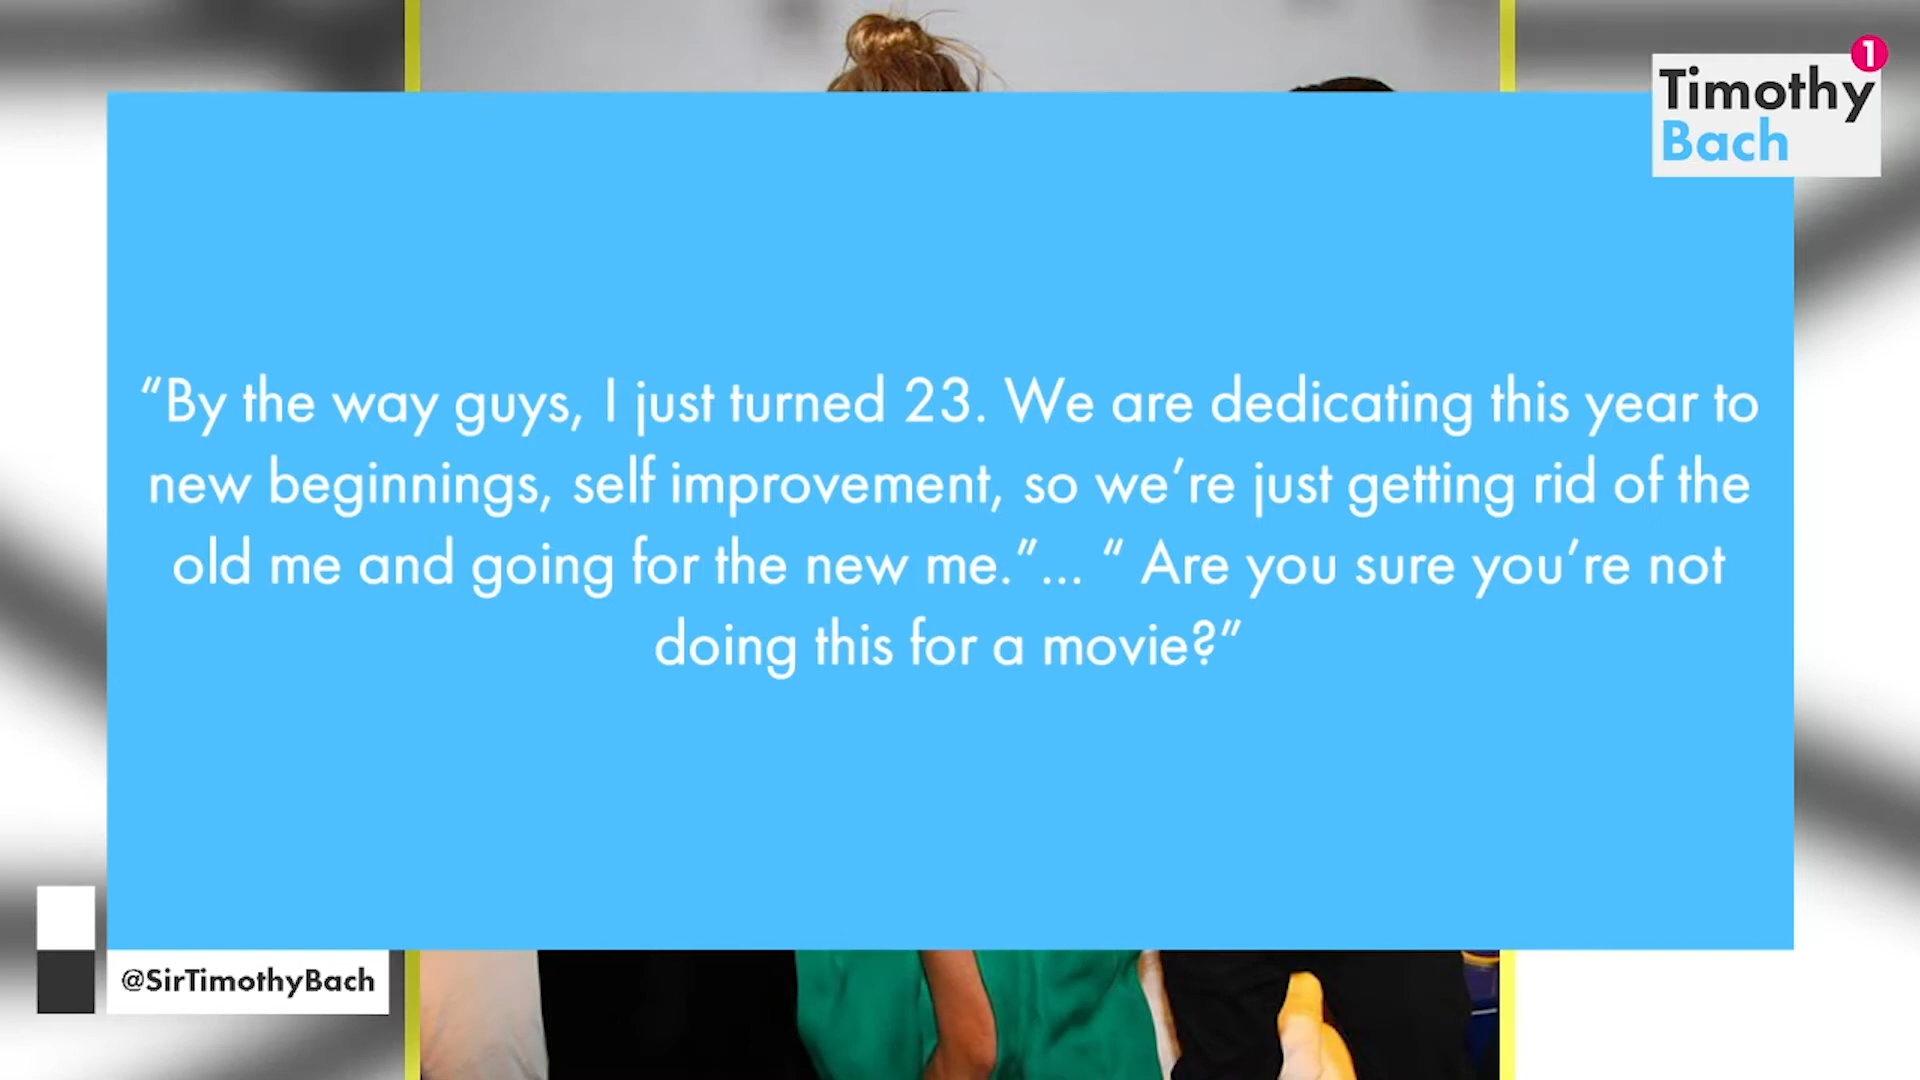 1
Timothy
Bach
“By the way guys, I just turned 23. We are dedicating this year to
new beginnings, self improvement, so we’re just getting rid of the
old me and going for the new me.”... “ Are you sure you’re not
doing this for a movie?”
@SirTimothyBach